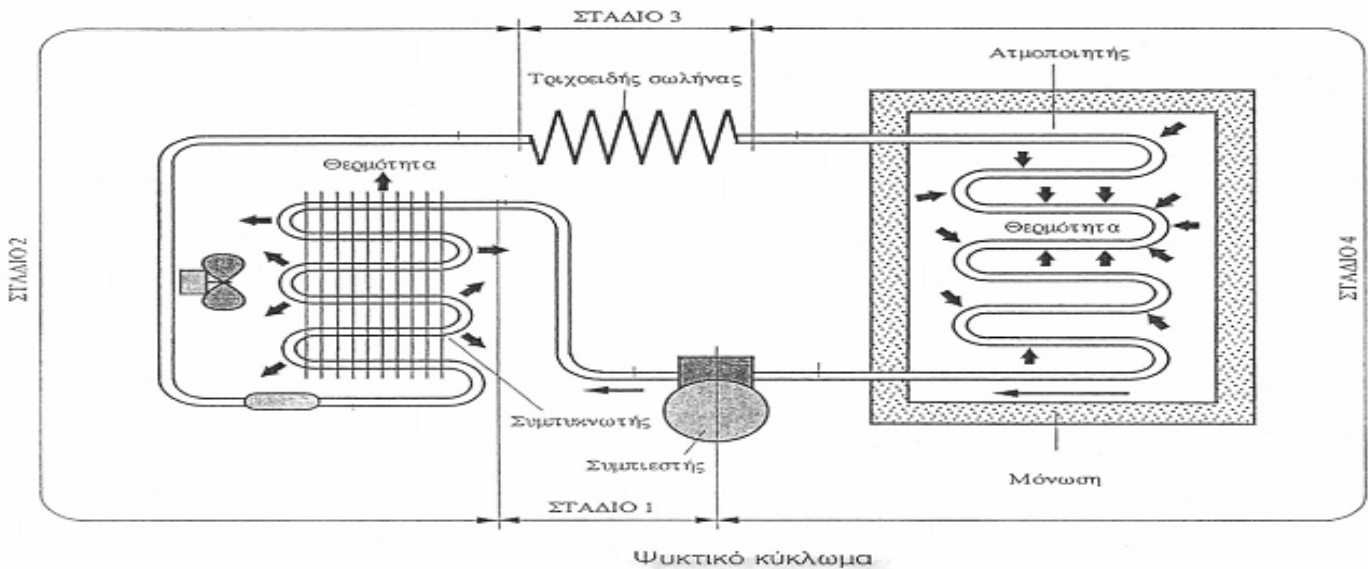 ΣΤΑΔΙΟ 3
Ατμοποιητής
Τριχοειδής σωλήνας
Θερμότητα
Θερμότητα
ΣΤΑΔΙΟ 2
ΣΤΑΔΙΟ 4
Συμπυκνωτής
Συμπιεστής
Μόνωση
ΣΤΑΔΙΟ 1
Ψυκτικό κύκλωμα